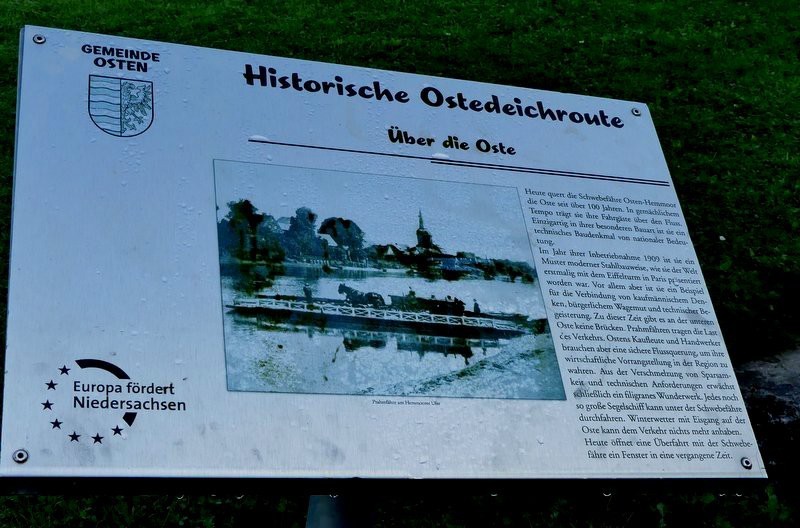 GEMEINDE
OSTEN
Historische Ostedeichroute
Über die Oste
Heute quert die Schwebefähre Osten-Hemmoor
die Oste seit über 100 Jahren. In gemächlichem
Tempo trägt sie ihre Fahrgäste über den Fluss.
Einzigartig in ihrer besonderen Bauart ist sie ein
technisches Baudenkmal von nationaler Bedeu-
tung.
Im Jahr ihrer Inbetriebnahme 1909 ist sie ein
Muster moderner Stahlbauweise, wie sie der Welt
erstmalig mit dem Eiffelturm in Paris präsentiert
worden war. Vor allem aber ist sie ein Beispiel
für die Verbindung von kaufmännischem Den-
ken, bürgerlichem Wagemut und technischer Be-
geisterung. Zu dieser Zeit gibt es an der unteren
Oste keine Brücken. Prahmfähren tragen die Last
des Verkehrs. Ostens Kaufleute und Handwerker
brauchen aber eine sichere Flussquerung, um ihre
wirtschaftliche Vorrangstellung in der Region zu
wahren. Aus der Verschmelzung von Sparsam-
keit und technischen Anforderungen erwächst
schließlich ein filigranes Wunderwerk. Jedes noch
so große Segelschiff kann unter der Schwebefähre
durchfahren. Winterwetter mit Eisgang auf der
Oste kann dem Verkehr nichts mehr anhaben.
Heute öffnet eine Überfahrt mit der Schwebe-
fähre ein Fenster in eine vergangene Zeit.
Prahmfähre am Hemmoorer Ufer
Europa fördert
Niedersachsen